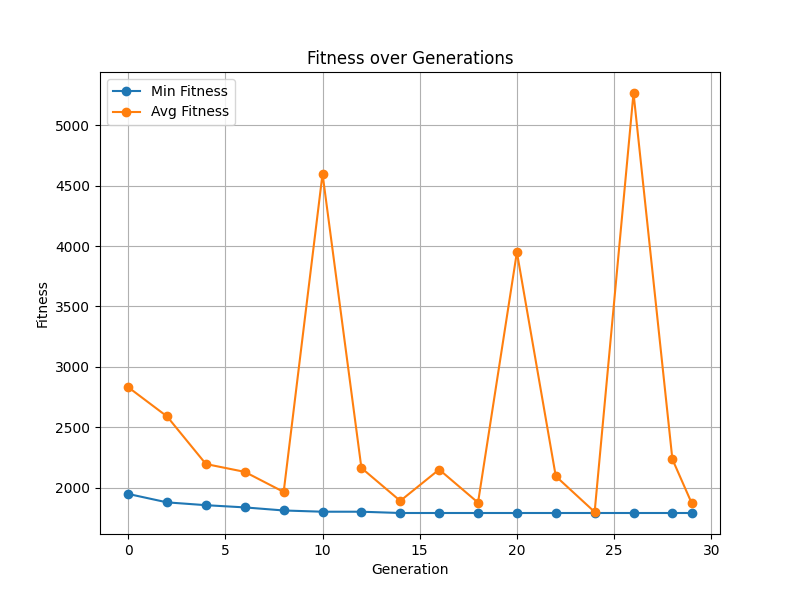 Fitness over Generations
Min Fitness
Avg Fitness
5000
4500
4000
3500
3000
2500
2000
Fitness
0 5 10 15 20 25 30
Generation